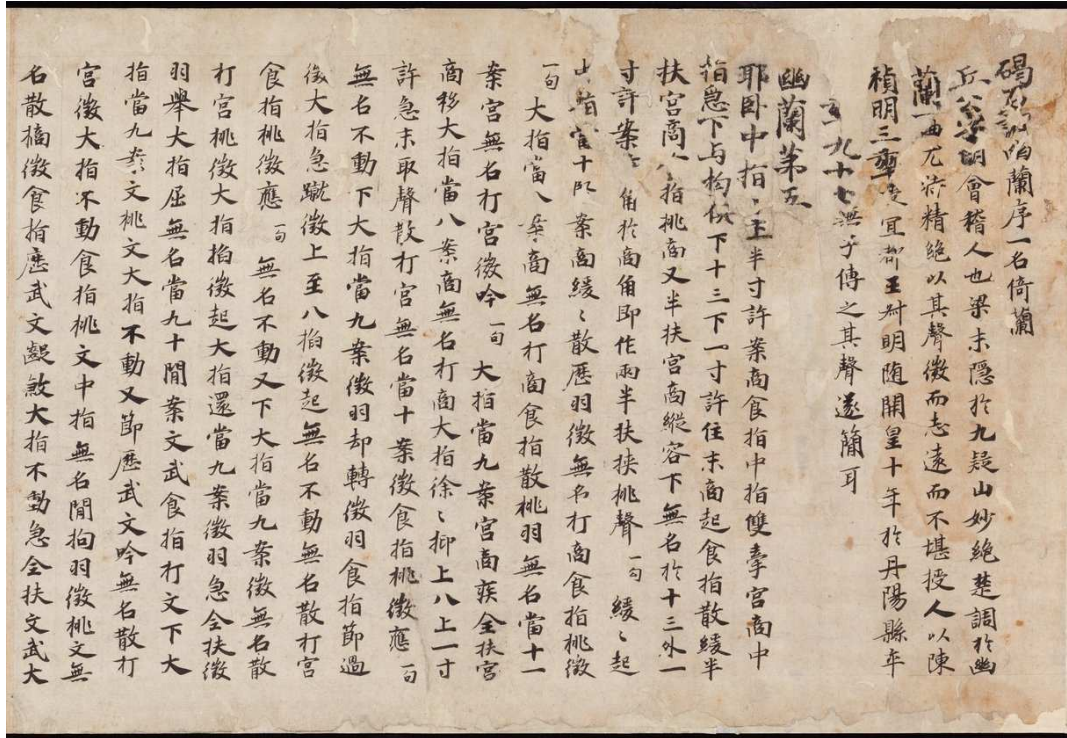 碣石調幽蘭序一名倚蘭
丘公字明會稽人也梁末隱於九疑山妙絕楚調於幽
蘭一曲尤特精絕以其聲微而志遠而不堪授人以陳
禎明三年授宜都王叔明隨開皇十年於丹陽縣卒
九十七無子傳之其聲遂簡耳
幽蘭第五
耶臥中指〻半寸許案商食指中指雙牽宮商中
指急下与拘俱下十三下一寸許住末商起食指散緩半
扶宮商食指挑商又半扶宮商縱容下無名於十三外一
寸許案商角於商角即作兩半扶挾挑聲一句緩〻起
無名不動案商緩〻散歷羽徵無名打商食指挑徵
一句大指當八案商無名打商食指散挑羽無名當十一
案宮無名打宮徵吟一句大指當九案宮商疾全扶宮
商移大指當八案商無名打商大指徐〻抑上八上一寸
許急末取聲散打宮無名當十案徵食指挑徵應一句
無名不動下大指當九案徵羽却轉徵羽食指節過
徵大指急蹴徵上至八掐徵起無名不動無名散打宮
食指挑徵應一句無名不動又下大指當九案徵無名散
打宮挑徵大指掐徵起大指還當九案徵羽急全扶徵
羽舉大指屈無名當九十間案文武食指打文下大
指當九案文挑文大指不動又節歷武文吟無名散打
宮徵大指不動食指挑文中指無名間拘羽徵挑文無
名散擿徵食指歷武文齪煞大指不動急全扶文武大